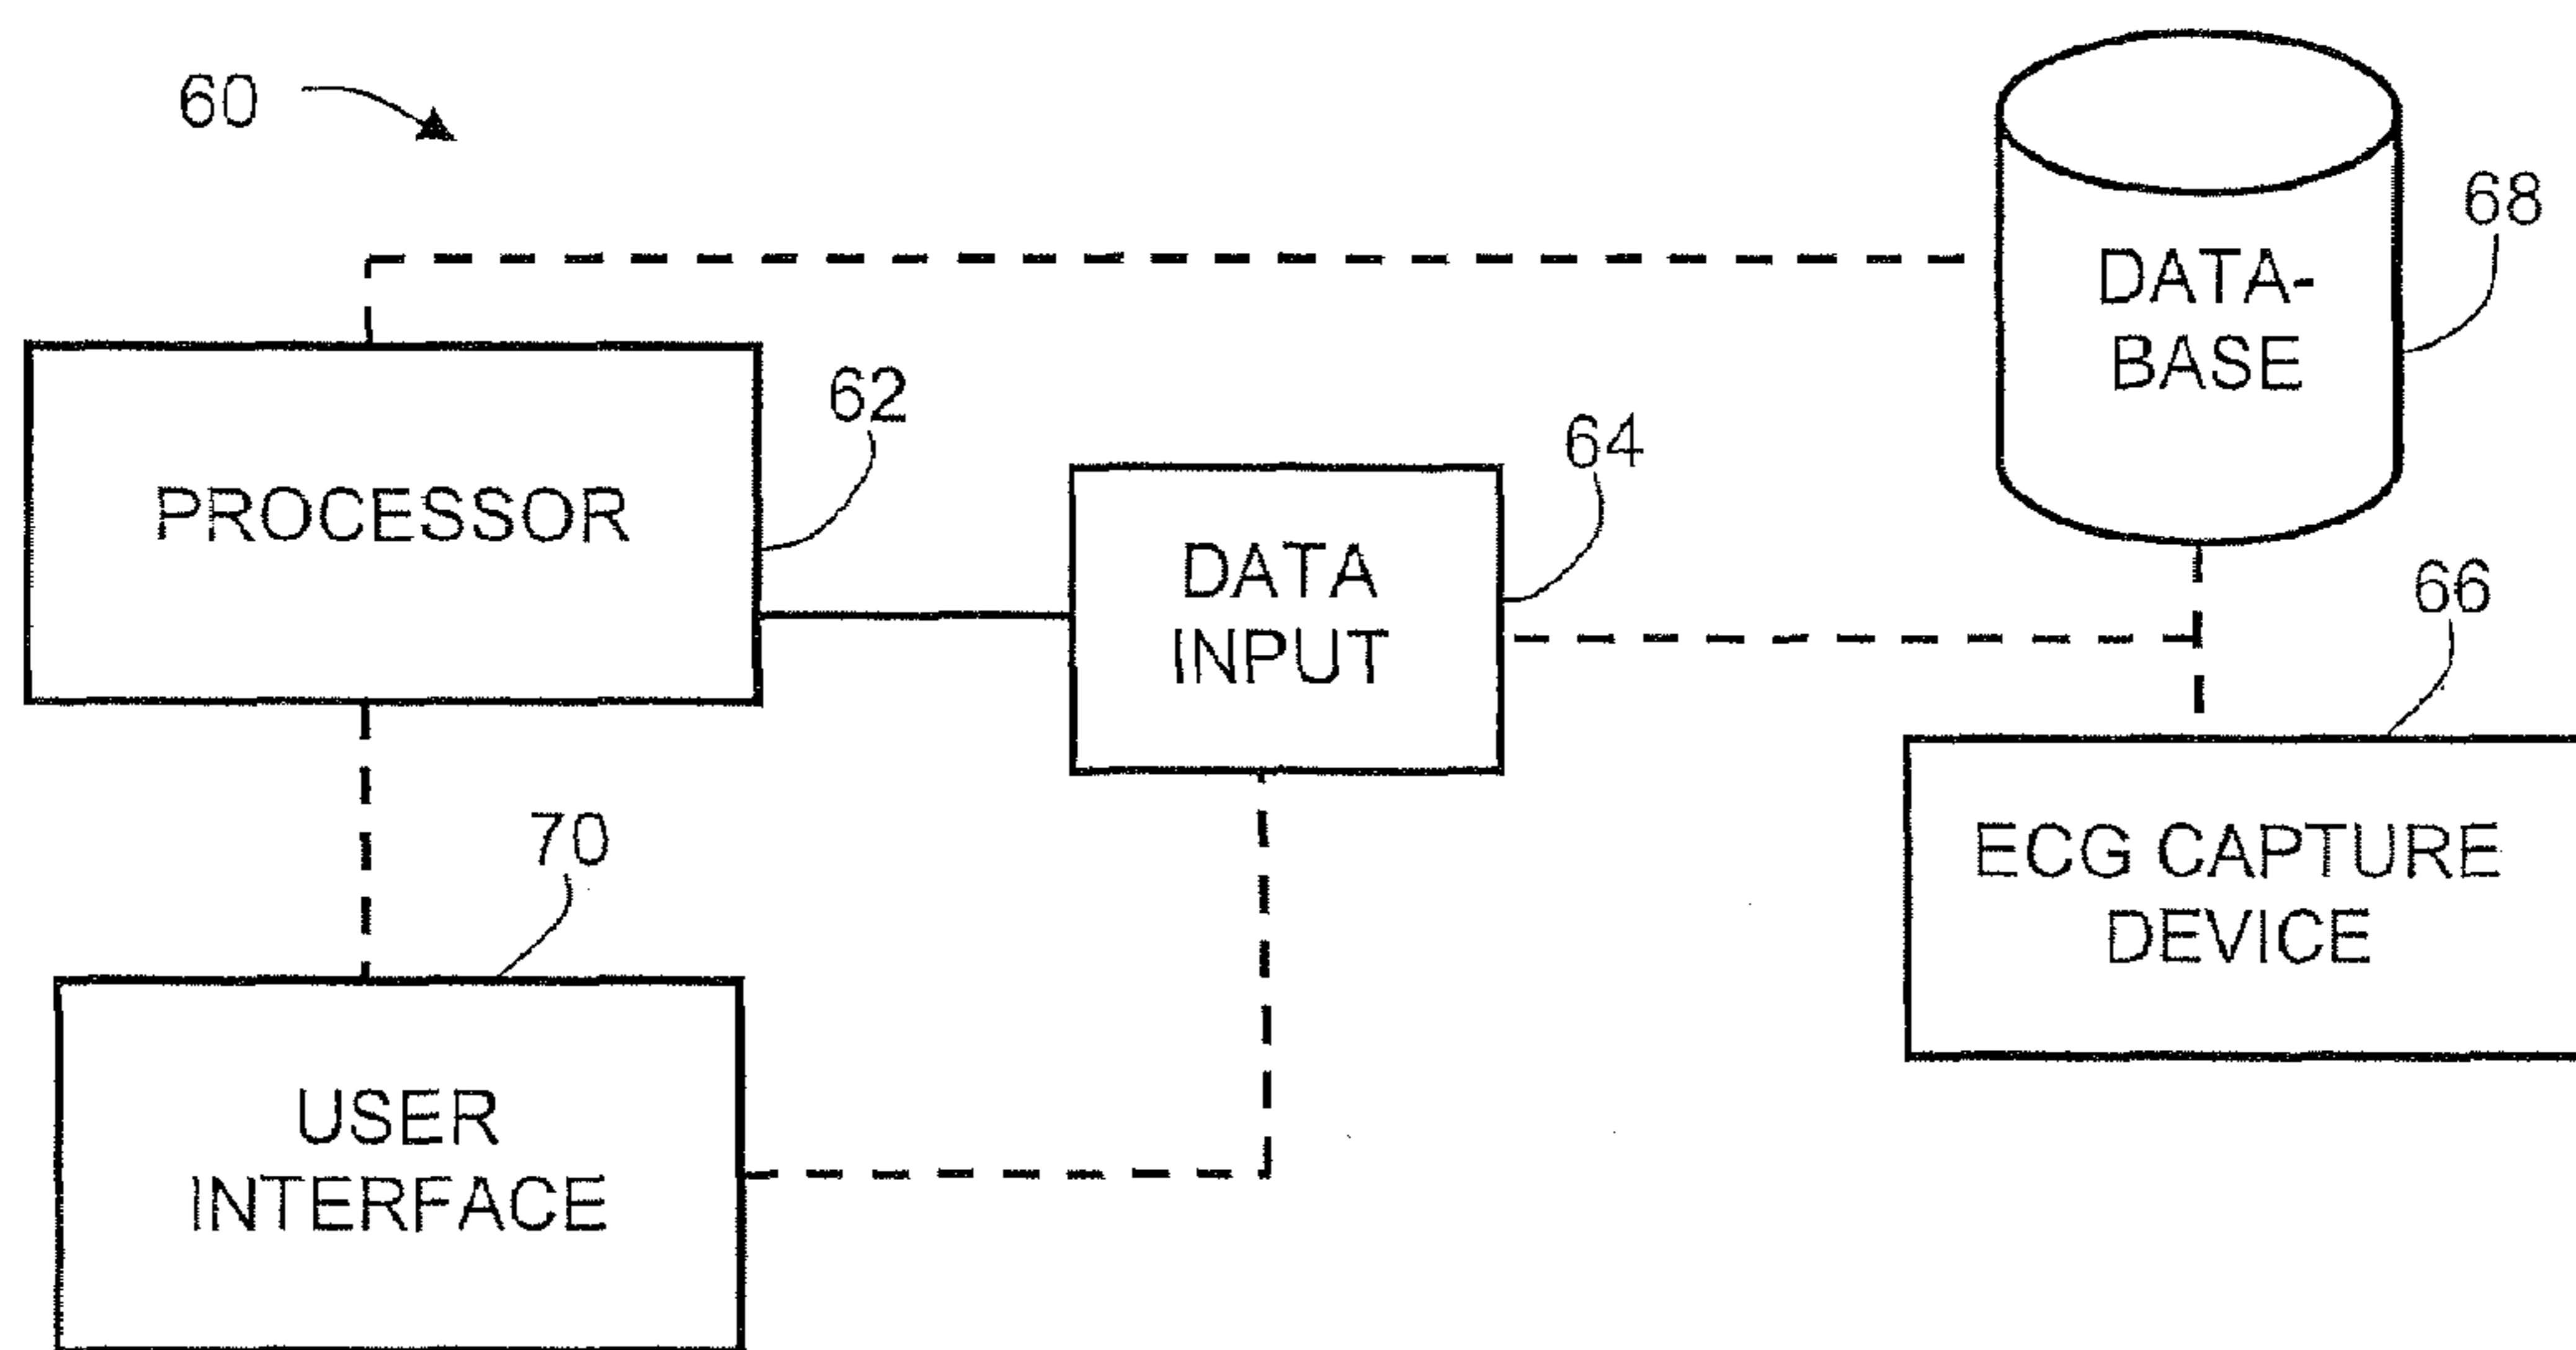 60
68
DATA-
BASE
62
PROCESSOR
64
DATA
INPUT
66
ECG CAPTURE
DEVICE
70
USER
INTERFACE